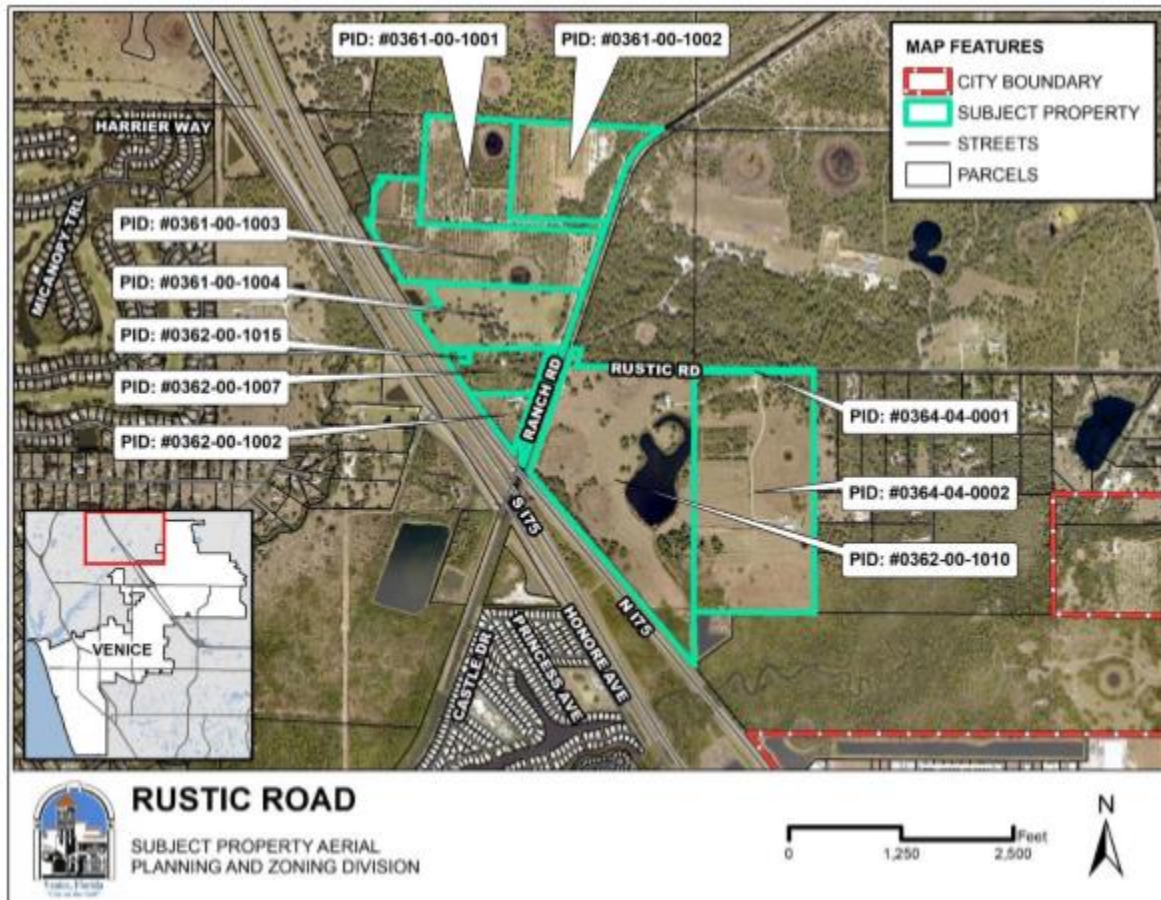 PID: #0361-00-1001
PID: #0361-00-1002
MAP FEATURES
CITY BOUNDARY
SUBJECT PROPERTY
STREETS
PARCELS
HARRIER WAY
MICANOPY TRL
PID: #0361-00-1003
PID: #0361-00-1004
PID: #0362-00-1015
PID: #0362-00-1007
PID: #0362-00-1002
RANCH RD
RUSTIC RD
PID: #0364-04-0001
PID: #0364-04-0002
PID: #0362-00-1010
S I75
N I75
HONORE AVE
PRINCESS AVE
CASTLE DR
VENICE
RUSTIC ROAD
SUBJECT PROPERTY AERIAL
PLANNING AND ZONING DIVISION
Venice, Florida
N
Feet
0
1,250
2,500